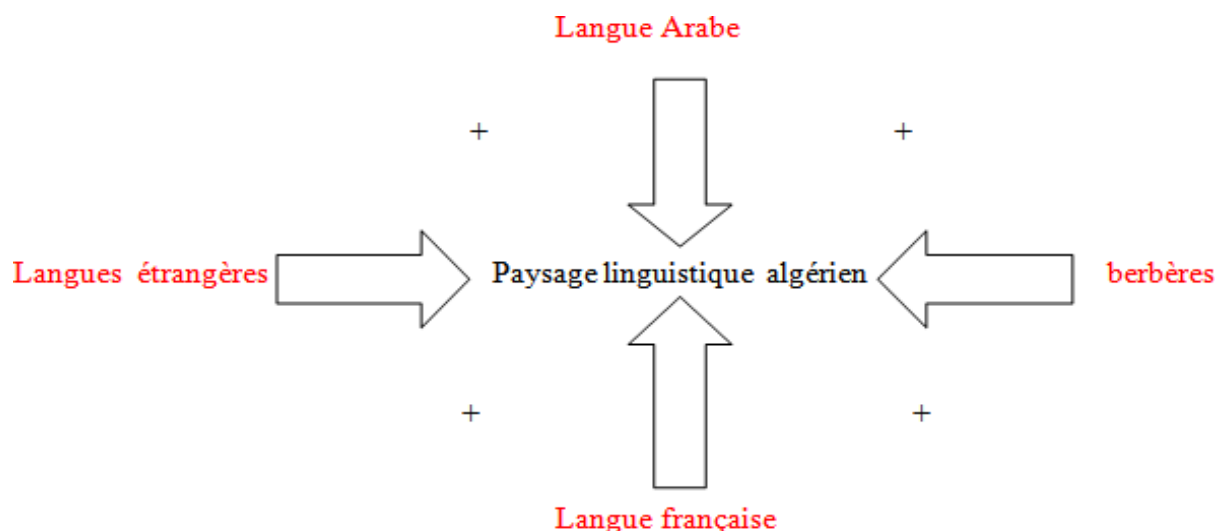 Langue Arabe
+ +
Langues étrangères Paysage linguistique algérien berbères
+ +
Langue française